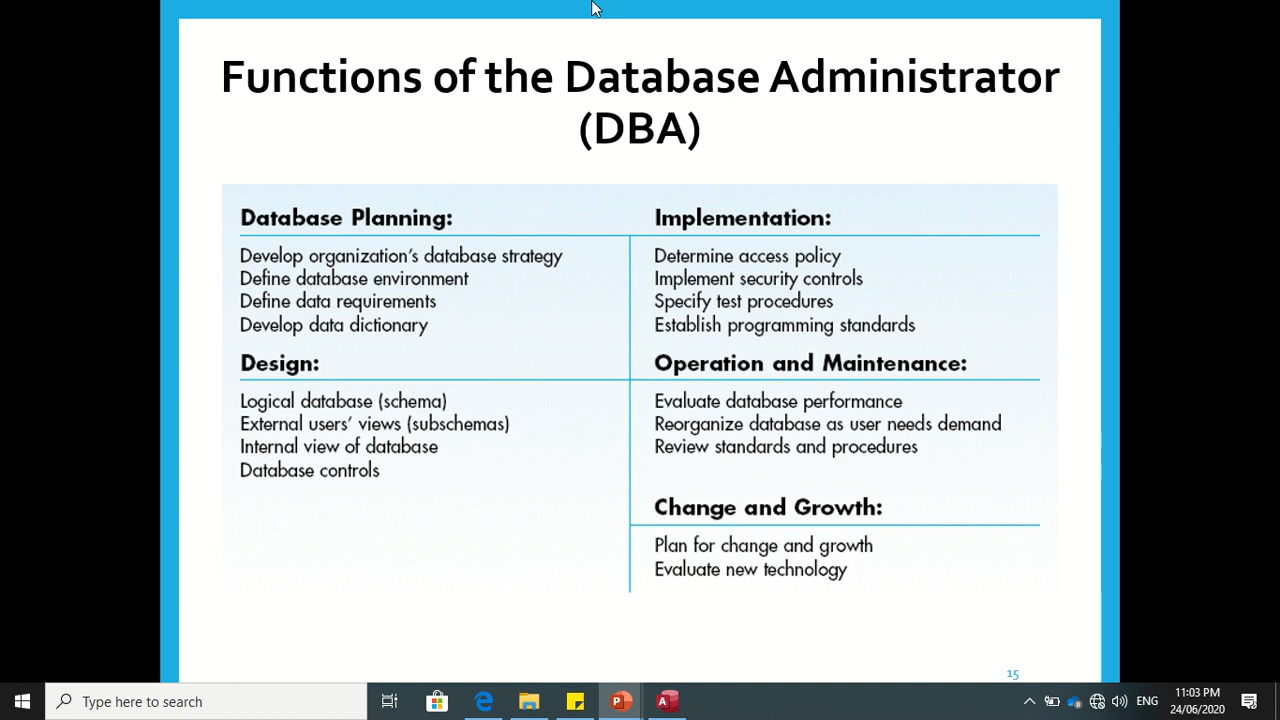 Functions of the Database Administrator
(DBA)
Database Planning:
Develop organization's database strategy
Define database environment
Define data requirements
Develop data dictionary
Design:
Logical database (schema)
External users' views (subschemas)
Internal view of database
Database controls
Implementation:
Determine access policy
Implement security controls
Specify test procedures
Establish programming standards
Operation and Maintenance:
Evaluate database performance
Reorganize database as user needs demand
Review standards and procedures
Change and Growth:
Plan for change and growth
Evaluate new technology
15
Type here to search
ENG
11:03 PM
24/06/2020